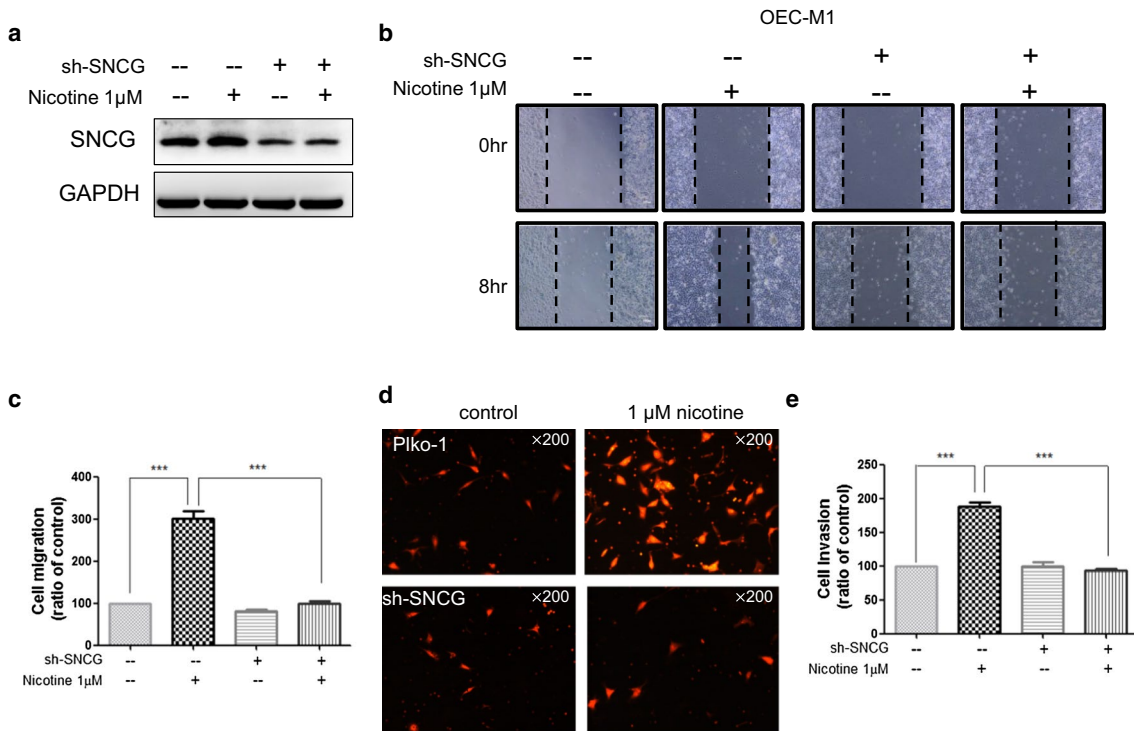 a
sh-SNCG -- -- + +
Nicotine 1μM -- + -- +
SNCG
GAPDH
b
OEC-M1
sh-SNCG -- -- + +
Nicotine 1μM -- + -- +
0hr
8hr
c
Cell migration
(ratio of control)
400
300
200
100
0
*** ***
sh-SNCG -- -- + +
Nicotine 1μM -- + -- +
d
control 1 μM nicotine
Plko-1 ×200 ×200
sh-SNCG ×200 ×200
e
Cell Invasion
(ratio of control)
250
200
150
100
50
0
*** ***
sh-SNCG -- -- + +
Nicotine 1μM -- + -- +